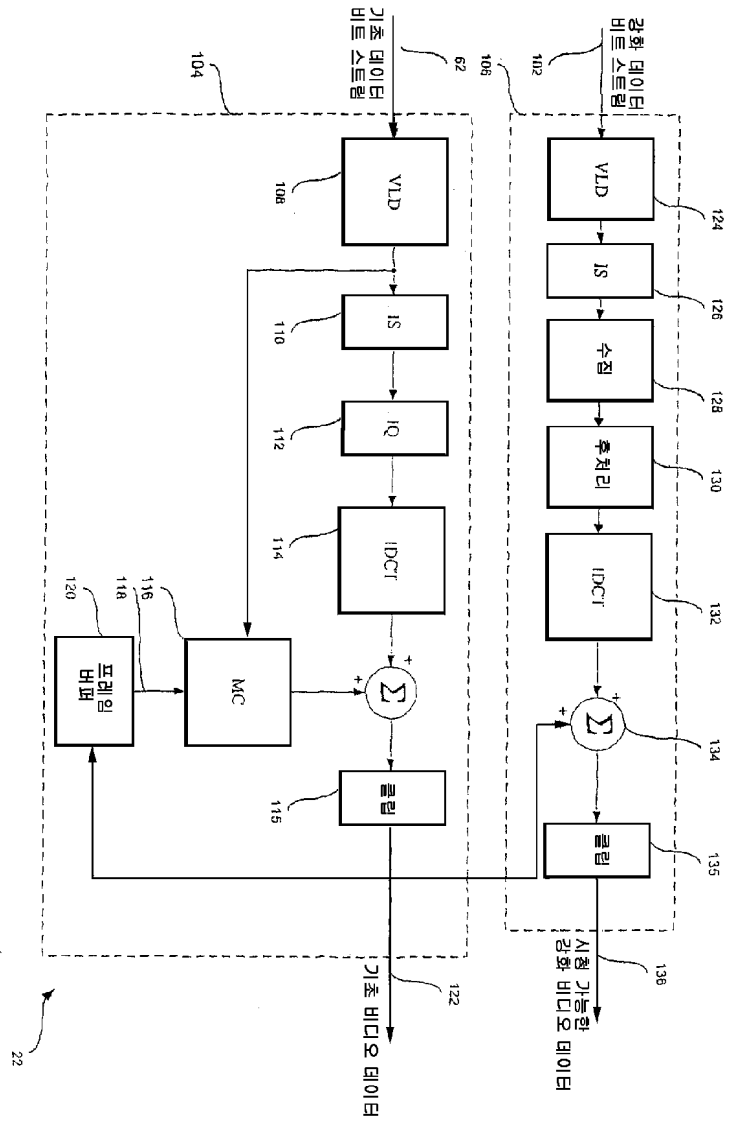 강화 데이터
비트 스트림
102
106
VLD
124
IS
126
수집
128
후처리
130
IDCT
132
+
+
Σ
134
클립
135
136
시청 가능한
강화 비디오 데이터
기초 데이터
비트 스트림
62
104
VLD
108
IS
110
IQ
112
IDCT
114
+
+
Σ
클립
115
122
기초 비디오 데이터
MC
116
118
프레임
버퍼
120
22